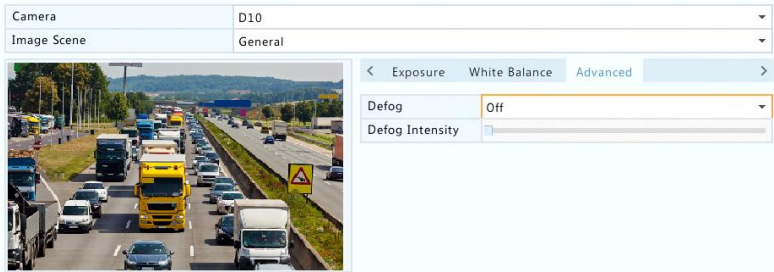 Camera D10
Image Scene General
< Exposure White Balance Advanced >
Defog Off
Defog Intensity